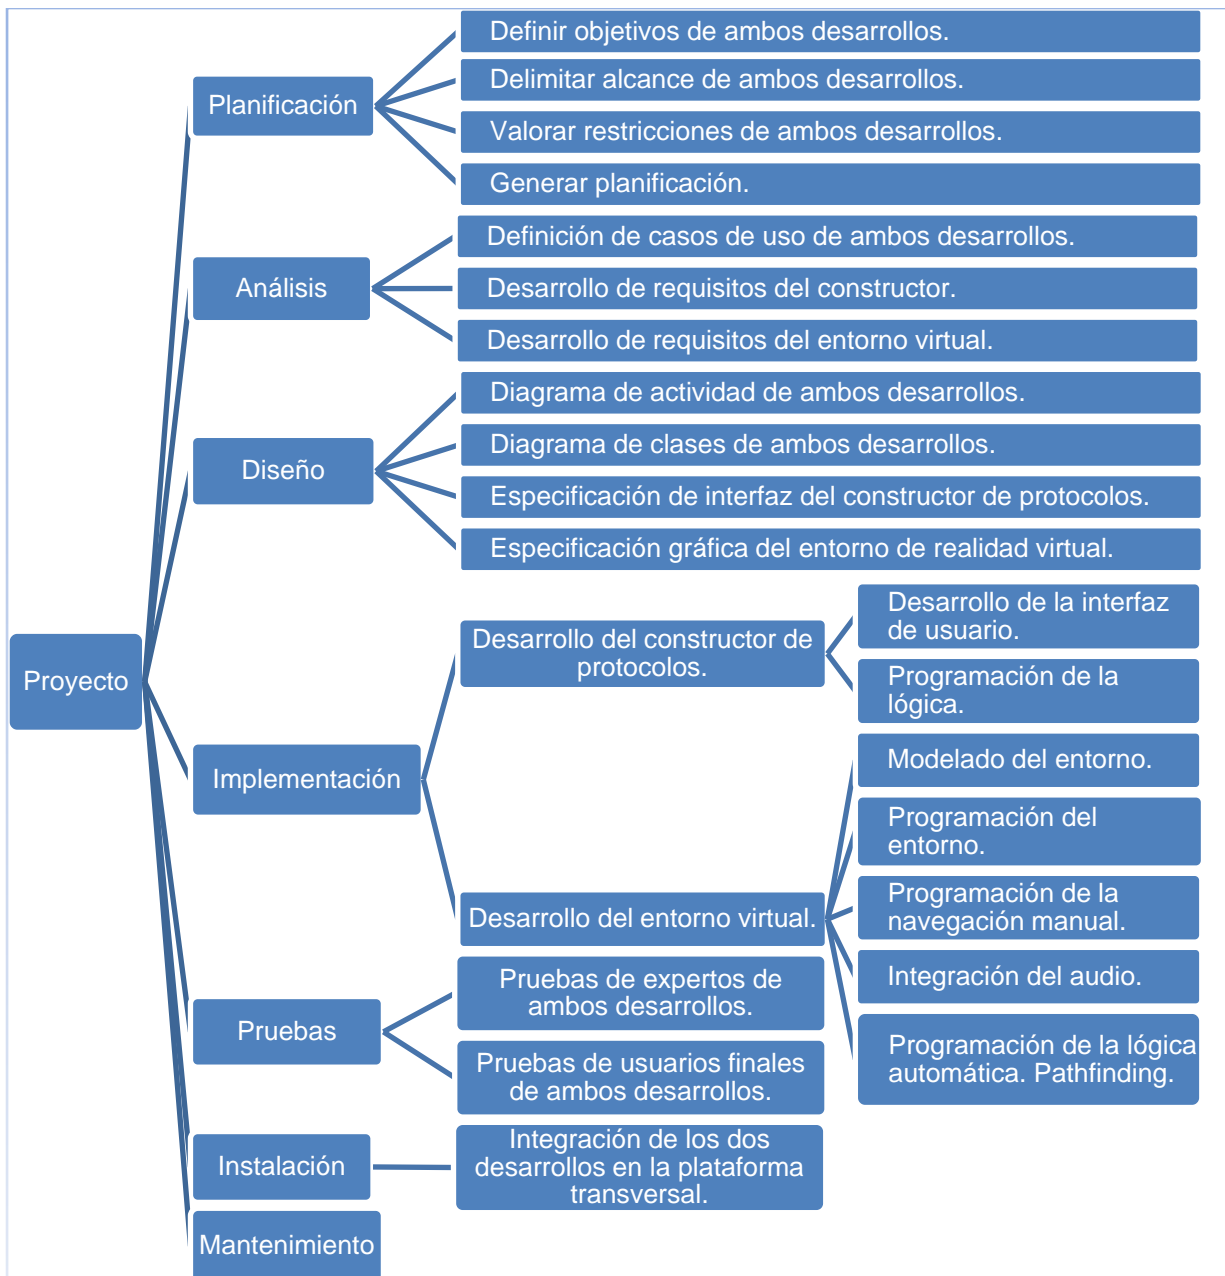 Proyecto
Planificación
Definir objetivos de ambos desarrollos.
Delimitar alcance de ambos desarrollos.
Valorar restricciones de ambos desarrollos.
Generar planificación.
Análisis
Definición de casos de uso de ambos desarrollos.
Desarrollo de requisitos del constructor.
Desarrollo de requisitos del entorno virtual.
Diseño
Diagrama de actividad de ambos desarrollos.
Diagrama de clases de ambos desarrollos.
Especificación de interfaz del constructor de protocolos.
Especificación gráfica del entorno de realidad virtual.
Implementación
Desarrollo del constructor de
protocolos.
Desarrollo de la interfaz
de usuario.
Programación de la
lógica.
Desarrollo del entorno virtual.
Modelado del entorno.
Programación del
entorno.
Programación de la
navegación manual.
Integración del audio.
Programación de la lógica
automática. Pathfinding.
Pruebas
Pruebas de expertos de
ambos desarrollos.
Pruebas de usuarios finales
de ambos desarrollos.
Instalación
Integración de los dos
desarrollos en la plataforma
transversal.
Mantenimiento